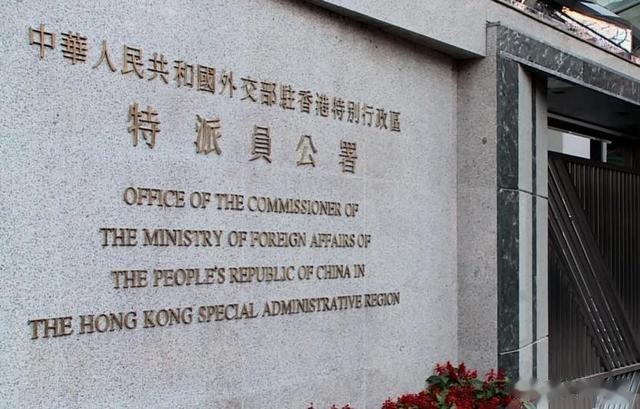 中華人民共和國外交部駐香港特別行政區
特派員公署
OFFICE OF THE COMMISSIONER OF
THE MINISTRY OF FOREIGN AFFAIRS OF
THE PEOPLE'S REPUBLIC OF CHINA IN
THE HONG KONG SPECIAL ADMINISTRATIVE REGION